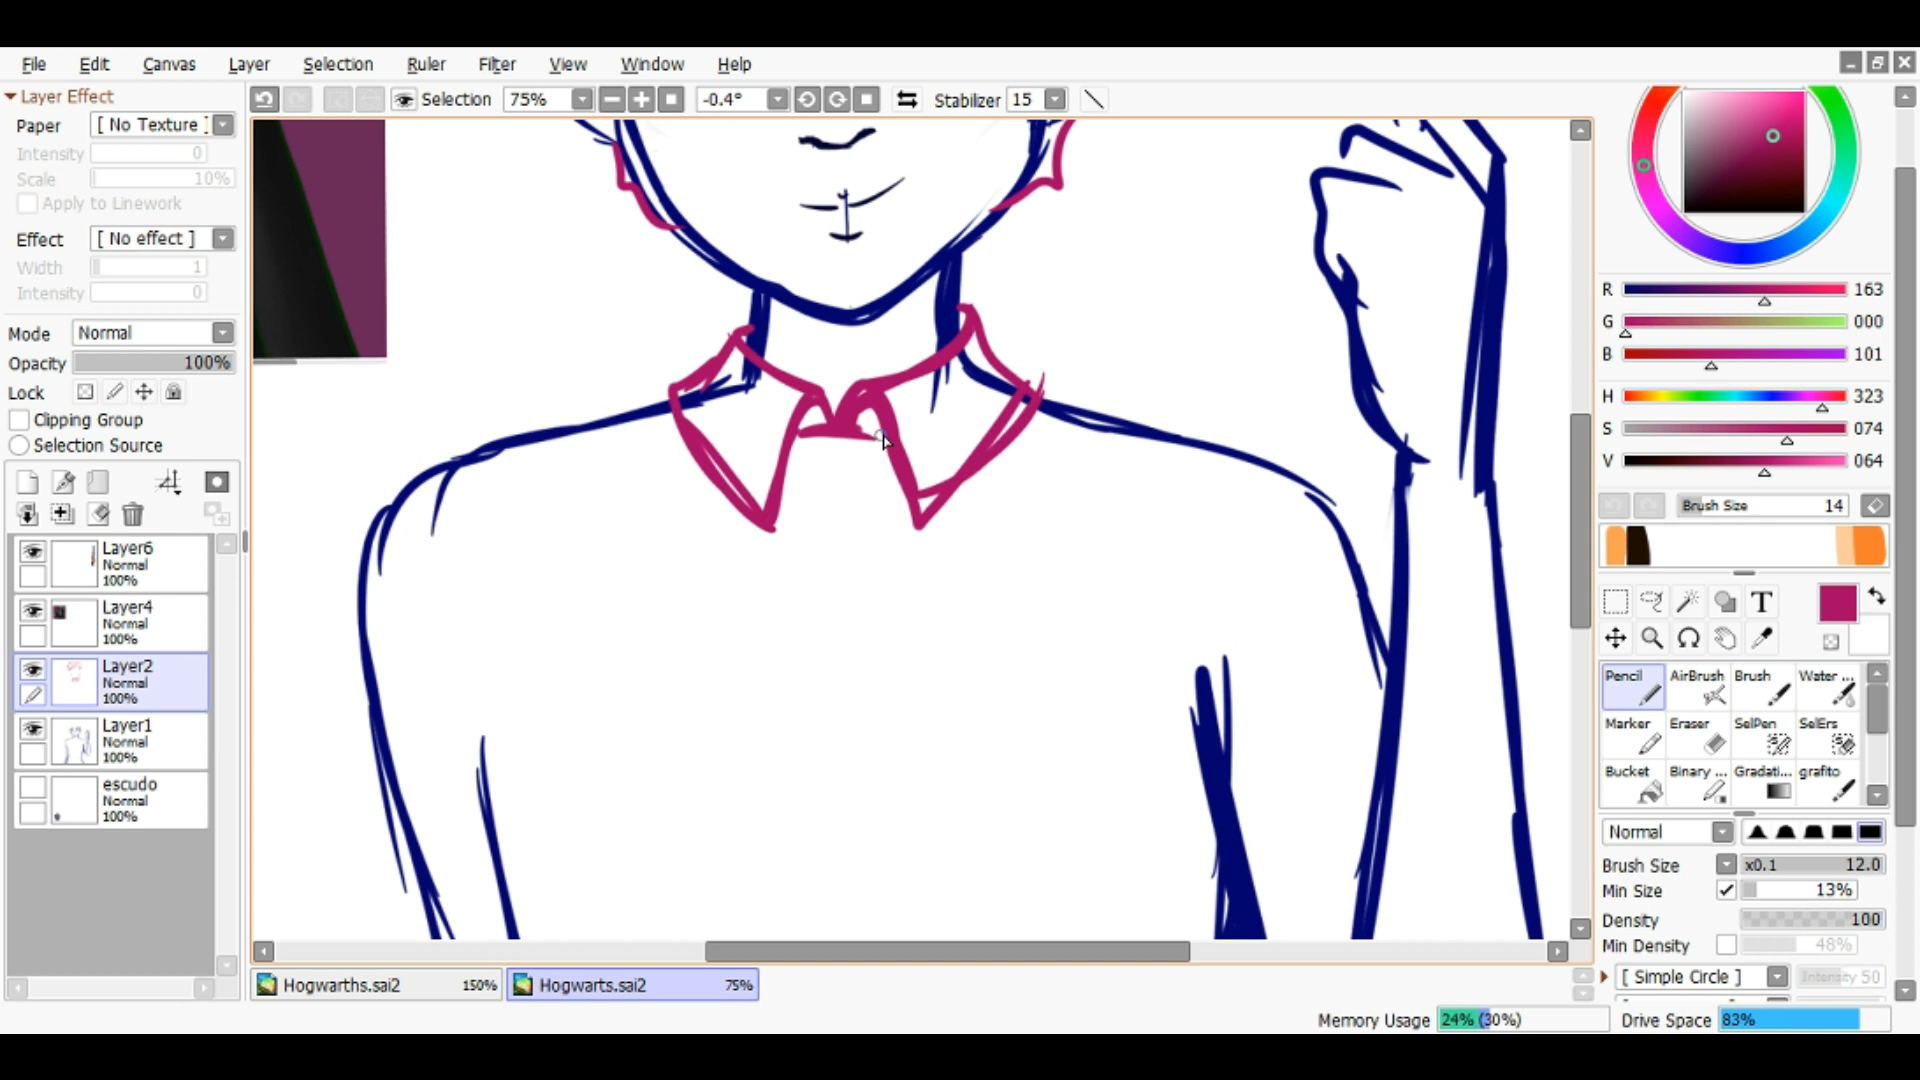 File Edit Canvas Layer Selection Ruler Filter View Window Help
Layer Effect
Paper [ No Texture ]
Intensity 0
Scale 10%
Apply to Linework
Effect [ No effect ]
Width 1
Intensity 0
Mode Normal
Opacity 100%
Lock
Clipping Group
Selection Source
Layer6
Normal
100%
Layer4
Normal
100%
Layer2
Normal
100%
Layer1
Normal
100%
escudo
Normal
100%
Selection 75% -0.4° Stabilizer 15
Hogwarths.sai2 150% Hogwarts.sai2 75%
R 163
G 000
B 101
H 323
S 074
V 064
Brush Size 14
T
Pencil AirBrush Brush Water ...
Marker Eraser SelPen SelErs
Bucket Binary ... Gradati... grafito
Normal
Brush Size x0.1 12.0
Min Size 13%
Density 100
Min Density 48%
[ Simple Circle ] Intensity 50
Memory Usage 24% (30%) Drive Space 83%